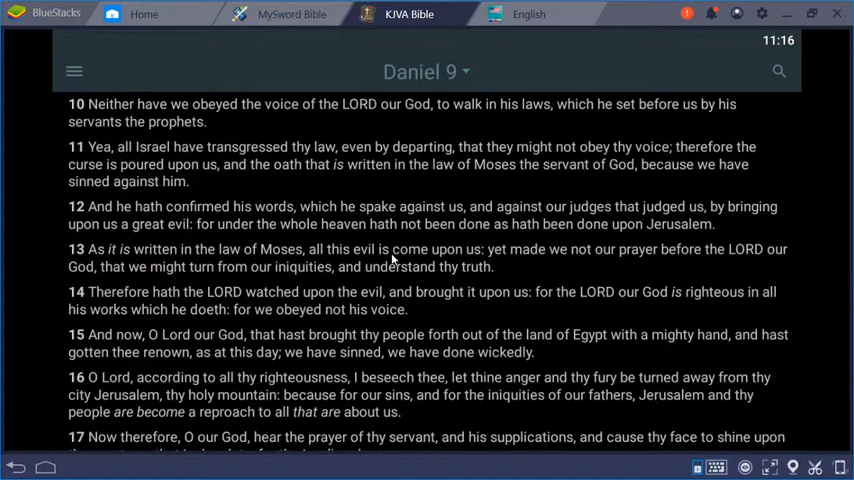 BlueStacks Home MySword Bible KJVA Bible English
11:16
Daniel 9
10 Neither have we obeyed the voice of the LORD our God, to walk in his laws, which he set before us by his
servants the prophets.
11 Yea, all Israel have transgressed thy law, even by departing, that they might not obey thy voice; therefore the
curse is poured upon us, and the oath that is written in the law of Moses the servant of God, because we have
sinned against him.
12 And he hath confirmed his words, which he spake against us, and against our judges that judged us, by bringing
upon us a great evil: for under the whole heaven hath not been done as hath been done upon Jerusalem.
13 As it is written in the law of Moses, all this evil is come upon us: yet made we not our prayer before the LORD our
God, that we might turn from our iniquities, and understand thy truth.
14 Therefore hath the LORD watched upon the evil, and brought it upon us: for the LORD our God is righteous in all
his works which he doeth: for we obeyed not his voice.
15 And now, O Lord our God, that hast brought thy people forth out of the land of Egypt with a mighty hand, and hast
gotten thee renown, as at this day; we have sinned, we have done wickedly.
16 O Lord, according to all thy righteousness, I beseech thee, let thine anger and thy fury be turned away from thy
city Jerusalem, thy holy mountain: because for our sins, and for the iniquities of our fathers, Jerusalem and thy
people are become a reproach to all that are about us.
17 Now therefore, O our God, hear the prayer of thy servant, and his supplications, and cause thy face to shine upon